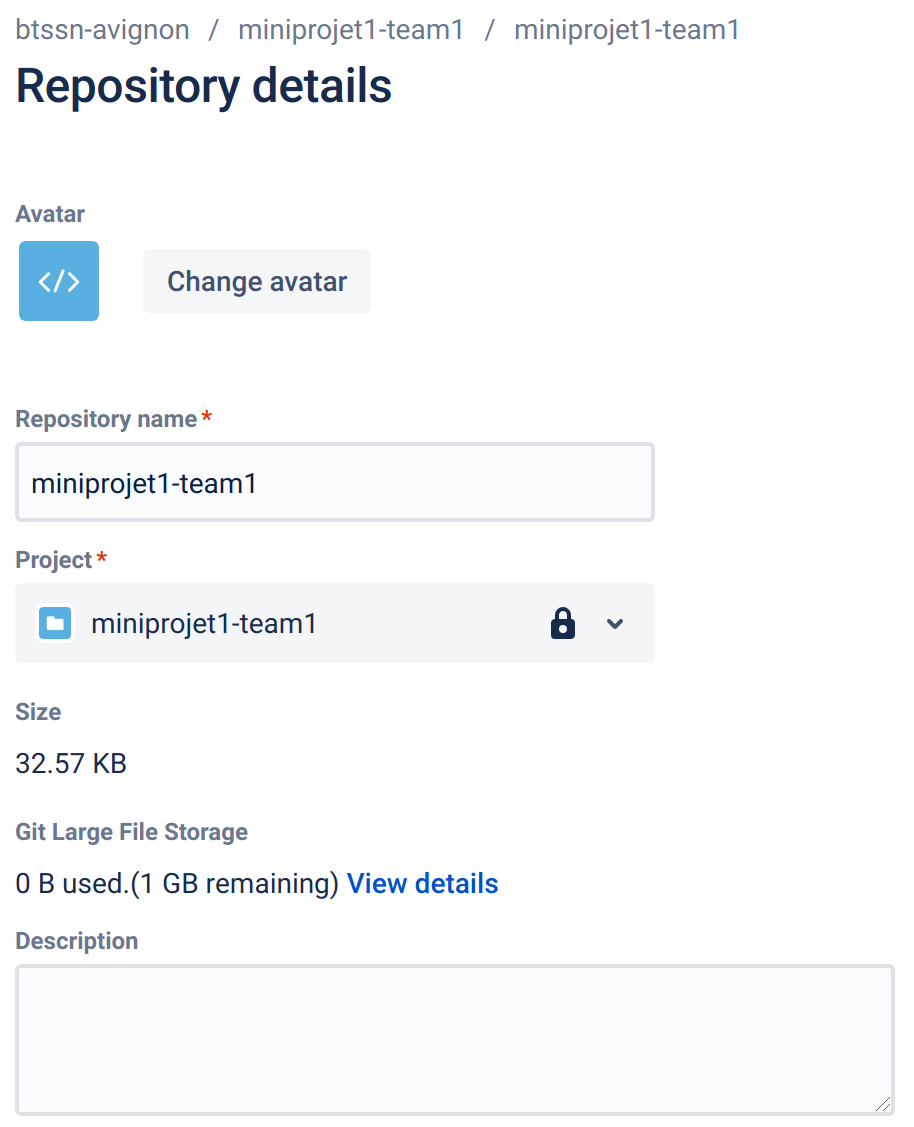 btssn-avignon / miniprojet1-team1 / miniprojet1-team1
Repository details
Avatar
</>
Change avatar
Repository name*
miniprojet1-team1
Project*
miniprojet1-team1
Size
32.57 KB
Git Large File Storage
0 B used.(1 GB remaining) View details
Description